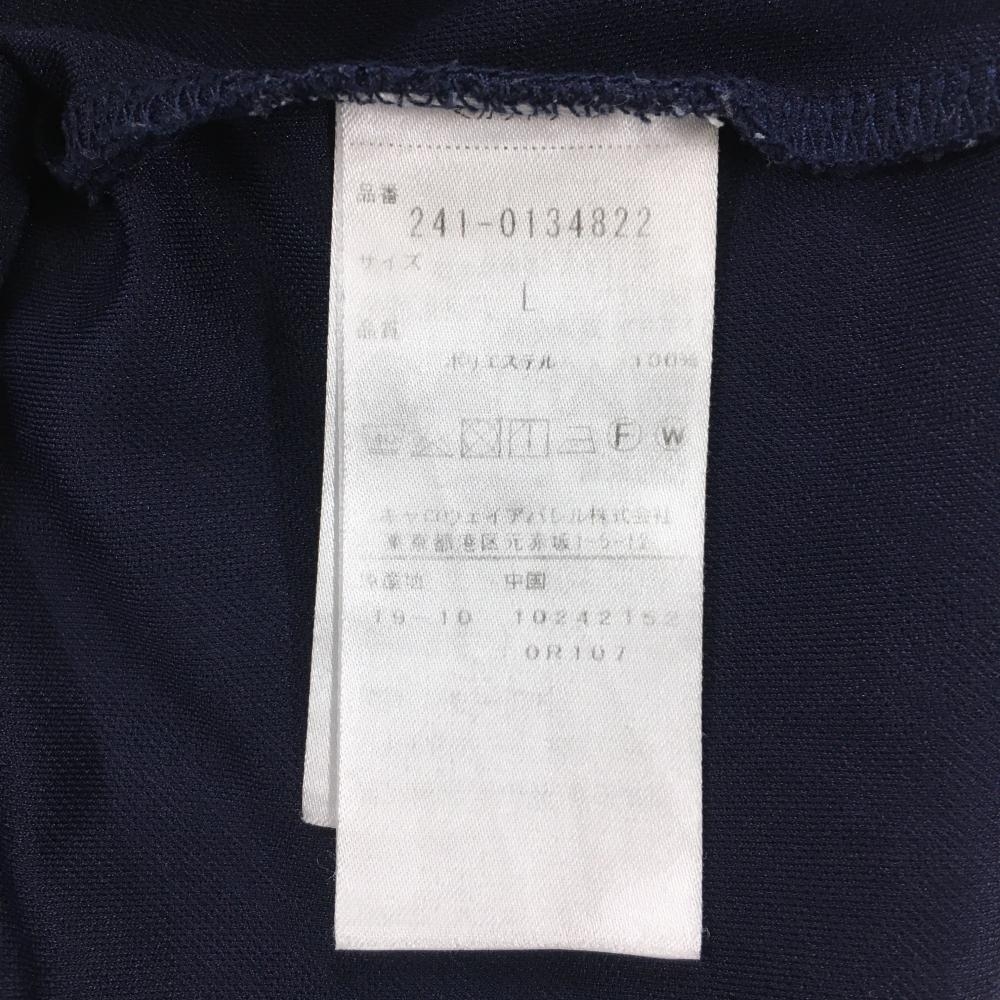 品番
241-0134822
サイズ
L
品質
ポリエステル 100%
F W
キャロウェイアパレル株式会社
東京都港区元赤坂1-5-12
原産地 中国
19-10 10242152
0R107